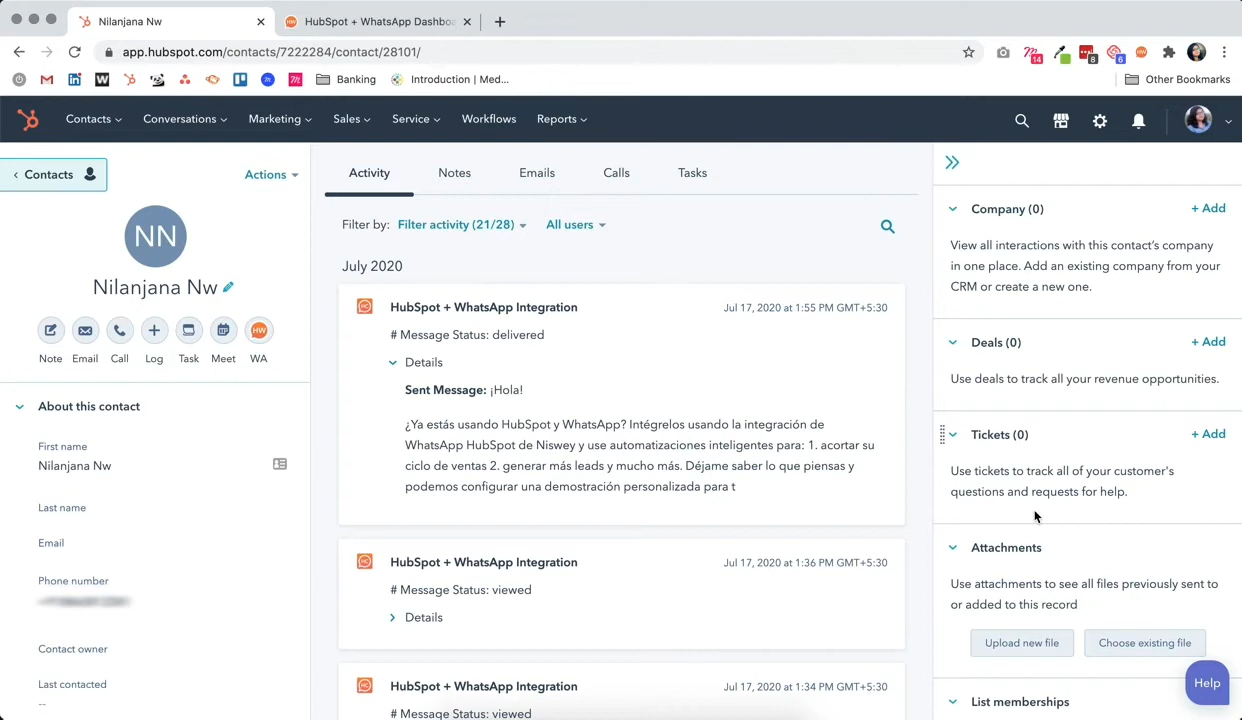 Nilanjana Nw
HubSpot + WhatsApp Dashbo
app.hubspot.com/contacts/7222284/contact/28101/
14
8
6
Banking
Introduction | Med...
Other Bookmarks
Contacts
Conversations
Marketing
Sales
Service
Workflows
Reports
Contacts
Actions
NN
Nilanjana Nw
Note
Email
Call
Log
Task
Meet
HW
WA
About this contact
First name
Nilanjana Nw
Last name
Email
Phone number
Contact owner
Last contacted
--
Activity
Notes
Emails
Calls
Tasks
Filter by: Filter activity (21/28) All users
July 2020
HubSpot + WhatsApp Integration
Jul 17, 2020 at 1:55 PM GMT+5:30
# Message Status: delivered
Details
Sent Message: ¡Hola!
¿Ya estás usando HubSpot y WhatsApp? Intégrelos usando la integración de
WhatsApp HubSpot de Niswey y use automatizaciones inteligentes para: 1. acortar su
ciclo de ventas 2. generar más leads y mucho más. Déjame saber lo que piensas y
podemos configurar una demostración personalizada para t
HubSpot + WhatsApp Integration
Jul 17, 2020 at 1:36 PM GMT+5:30
# Message Status: viewed
Details
HubSpot + WhatsApp Integration
Jul 17, 2020 at 1:34 PM GMT+5:30
# Message Status: viewed
Company (0)
+ Add
View all interactions with this contact's company
in one place. Add an existing company from your
CRM or create a new one.
Deals (0)
+ Add
Use deals to track all your revenue opportunities.
Tickets (0)
+ Add
Use tickets to track all of your customer's
questions and requests for help.
Attachments
Use attachments to see all files previously sent to
or added to this record
Upload new file
Choose existing file
List memberships
Help